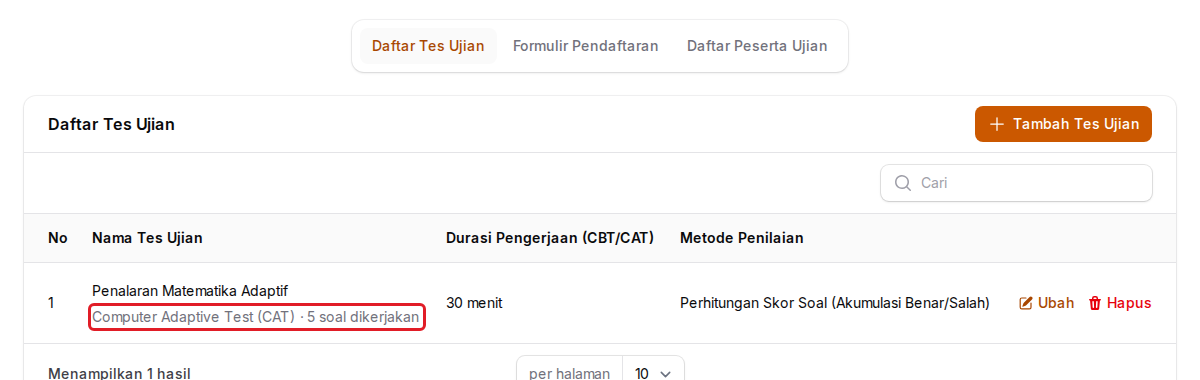 Daftar Tes Ujian Formulir Pendaftaran Daftar Peserta Ujian
Daftar Tes Ujian
Tambah Tes Ujian
Cari
No Nama Tes Ujian Durasi Pengerjaan (CBT/CAT) Metode Penilaian
1 Penalaran Matematika Adaptif
Computer Adaptive Test (CAT) · 5 soal dikerjakan
30 menit Perhitungan Skor Soal (Akumulasi Benar/Salah) Ubah Hapus
Menampilkan 1 hasil per halaman 10